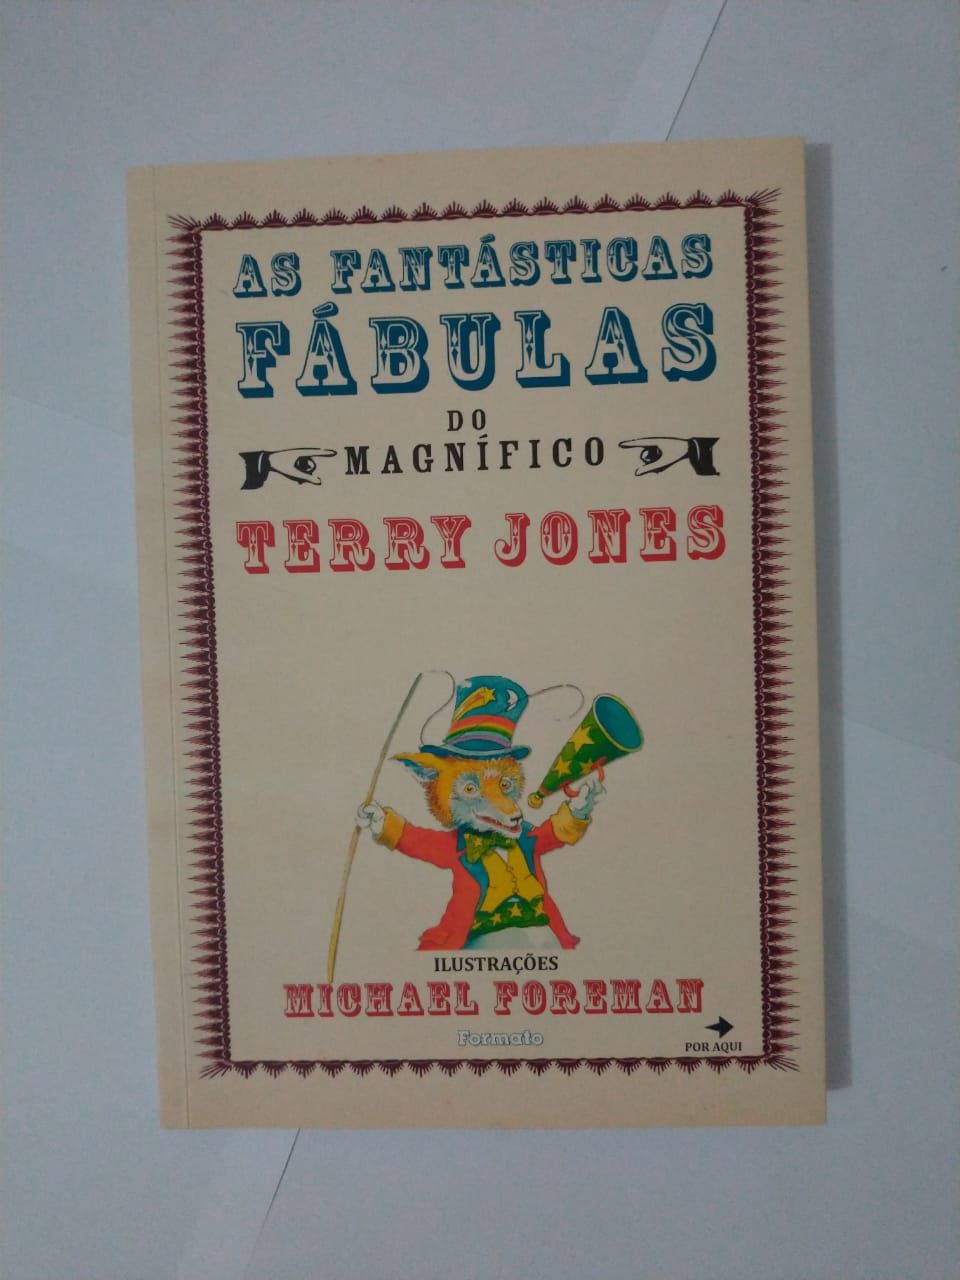 AS FANTÁSTICAS
FÁBULAS
DO
MAGNÍFICO
TERRY JONES
ILUSTRAÇÕES
MICHAEL FOREMAN
Formato
POR AQUI